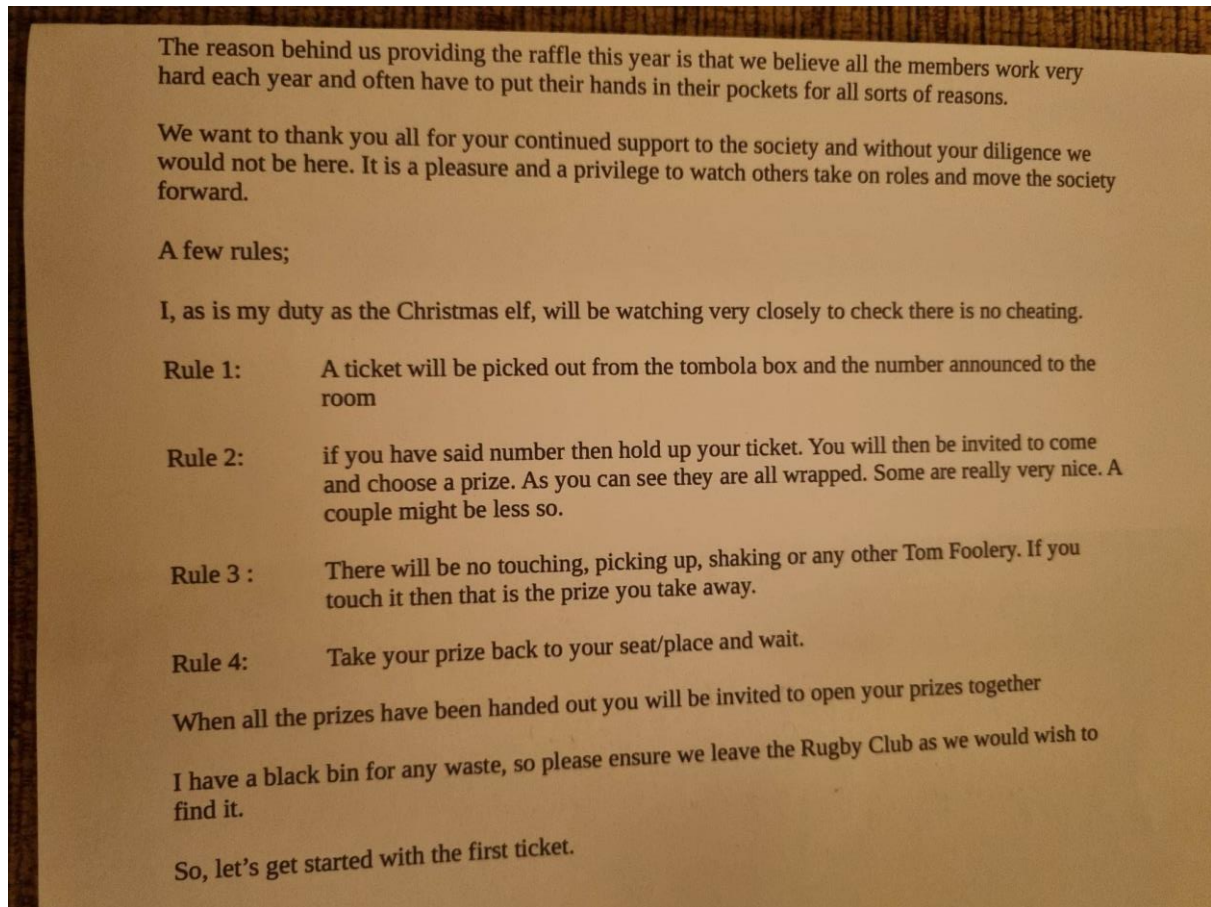 The reason behind us providing the raffle this year is that we believe all the members work very
hard each year and often have to put their hands in their pockets for all sorts of reasons.
We want to thank you all for your continued support to the society and without your diligence we
would not be here. It is a pleasure and a privilege to watch others take on roles and move the society
forward.
A few rules;
I, as is my duty as the Christmas elf, will be watching very closely to check there is no cheating.
Rule 1: A ticket will be picked out from the tombola box and the number announced to the
room
Rule 2: if you have said number then hold up your ticket. You will then be invited to come
and choose a prize. As you can see they are all wrapped. Some are really very nice. A
couple might be less so.
Rule 3 : There will be no touching, picking up, shaking or any other Tom Foolery. If you
touch it then that is the prize you take away.
Rule 4: Take your prize back to your seat/place and wait.
When all the prizes have been handed out you will be invited to open your prizes together
I have a black bin for any waste, so please ensure we leave the Rugby Club as we would wish to
find it.
So, let’s get started with the first ticket.